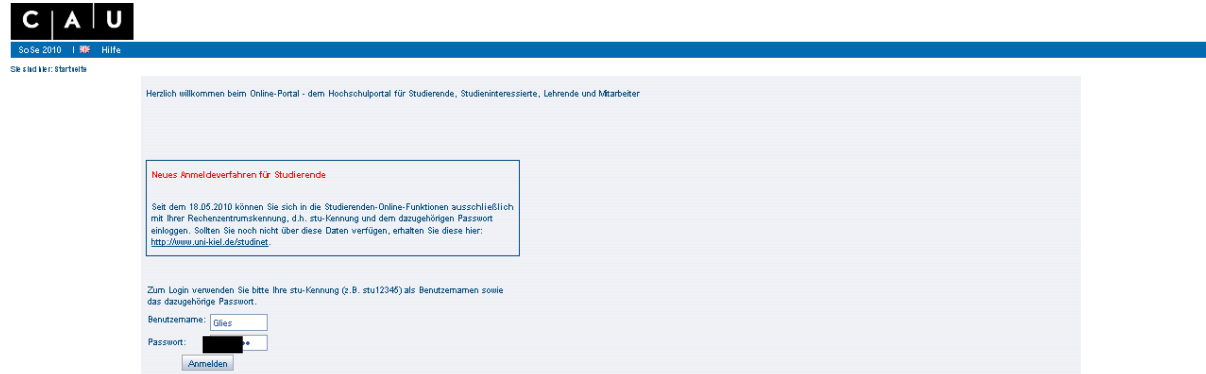 CAU
SoSe 2010 | Hilfe
Sie sind hier: Startseite
Herzlich willkommen beim Online-Portal - dem Hochschulportal für Studierende, Studieninteressierte, Lehrende und Mitarbeiter
Neues Anmeldeverfahren für Studierende
Seit dem 18.05.2010 können Sie sich in die Studierenden-Online-Funktionen ausschließlich
mit Ihrer Rechenzentrumskennung, d.h. stu-Kennung und dem dazugehörigen Passwort
einloggen. Sollten Sie noch nicht über diese Daten verfügen, erhalten Sie diese hier:
http://www.uni-kiel.de/studinet.
Zum Login verwenden Sie bitte Ihre stu-Kennung (z.B. stu12345) als Benutzernamen sowie
das dazugehörige Passwort.
Benutzername: Glies
Passwort:
Anmelden